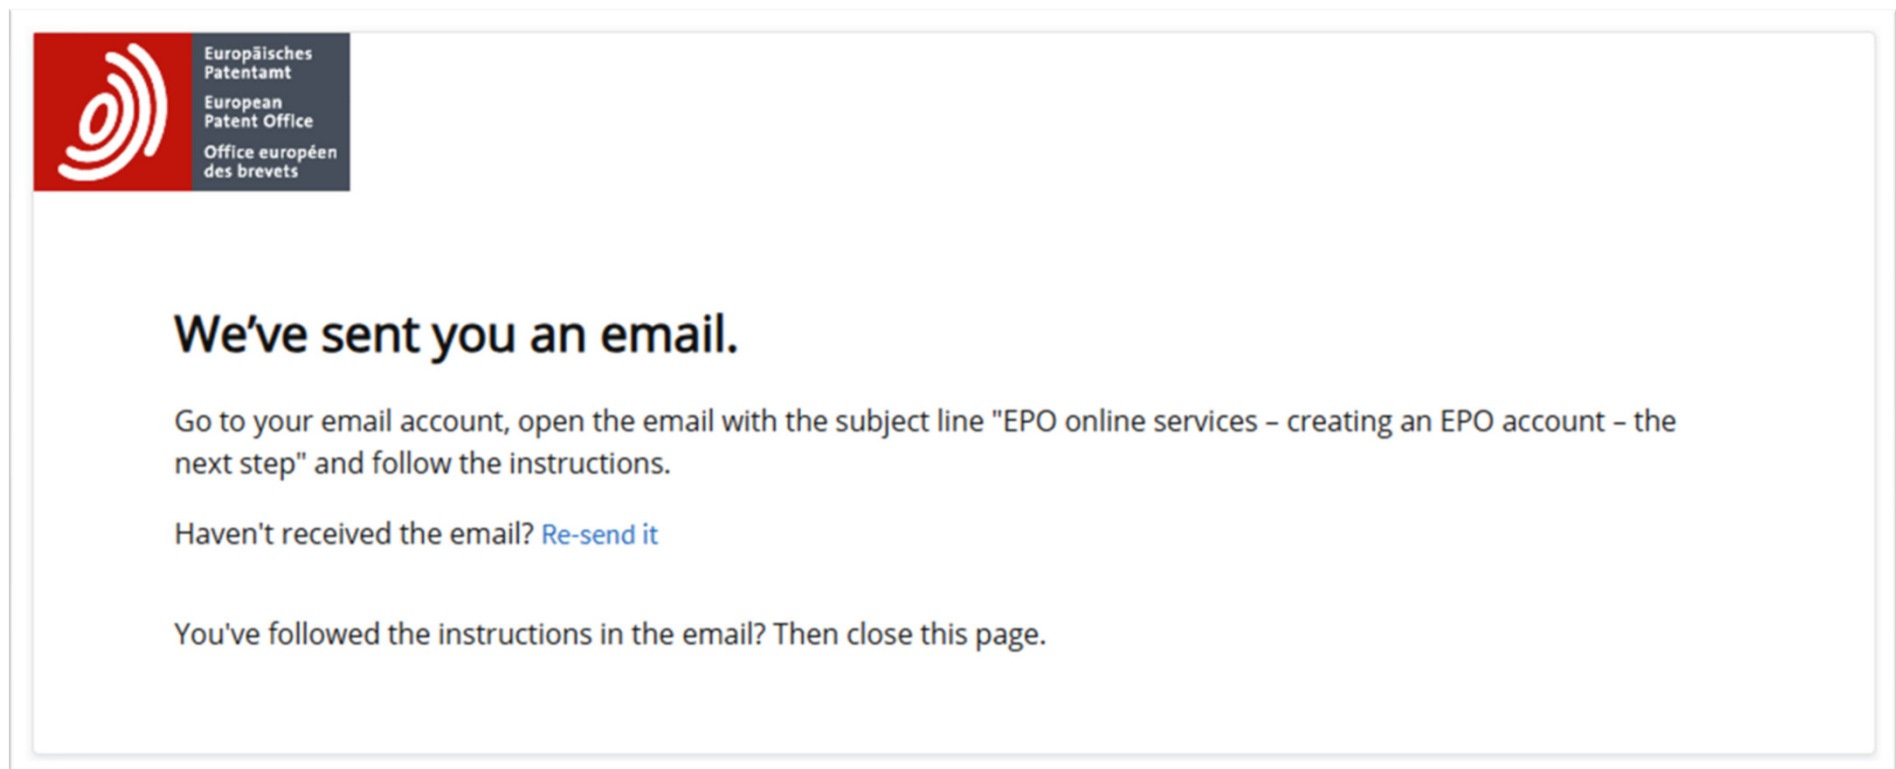 Europäisches
Patentamt
European
Patent Office
Office européen
des brevets
We've sent you an email.
Go to your email account, open the email with the subject line "EPO online services – creating an EPO account – the
next step" and follow the instructions.
Haven't received the email? Re-send it
You've followed the instructions in the email? Then close this page.